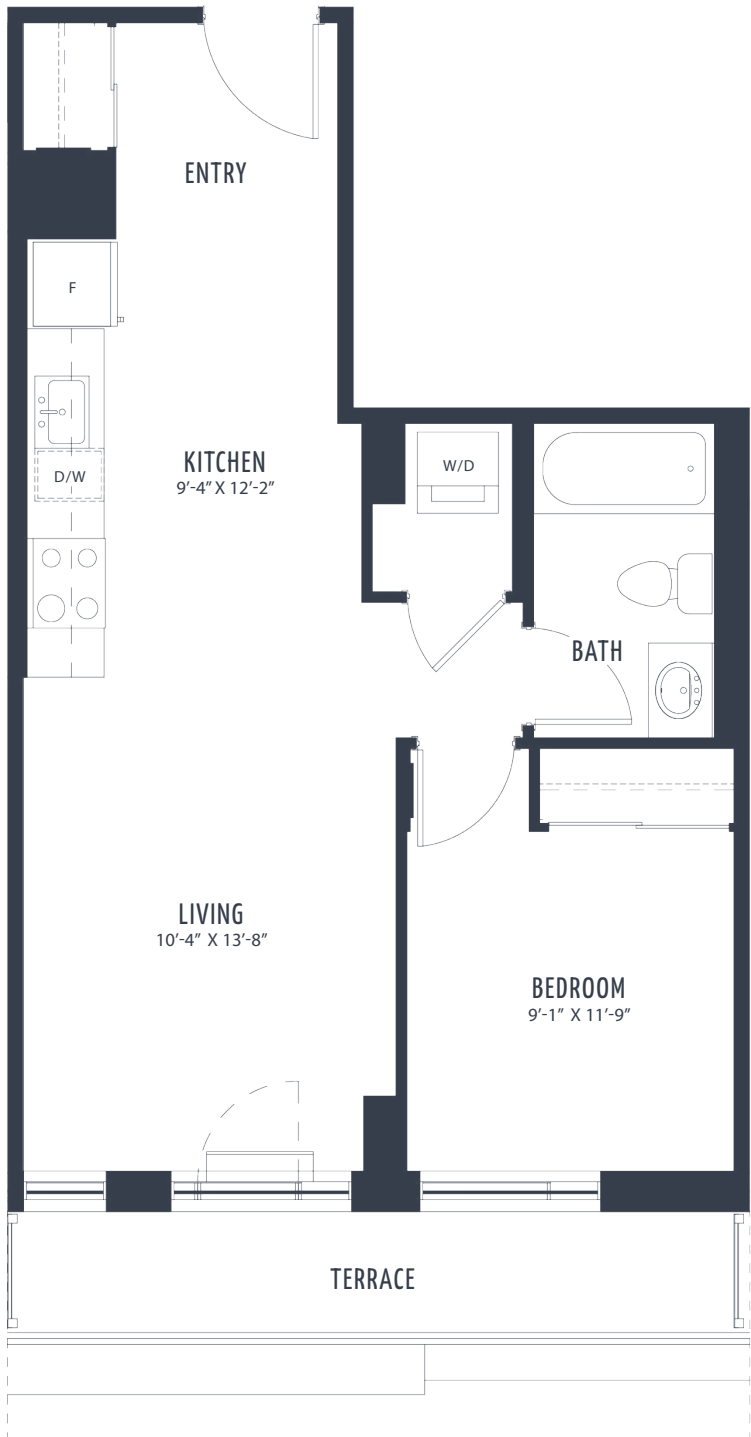 ENTRY
F
KITCHEN
9′-4″ X 12′-2″
D/W
W/D
BATH
LIVING
10′-4″ X 13′-8″
BEDROOM
9′-1″ X 11′-9″
TERRACE